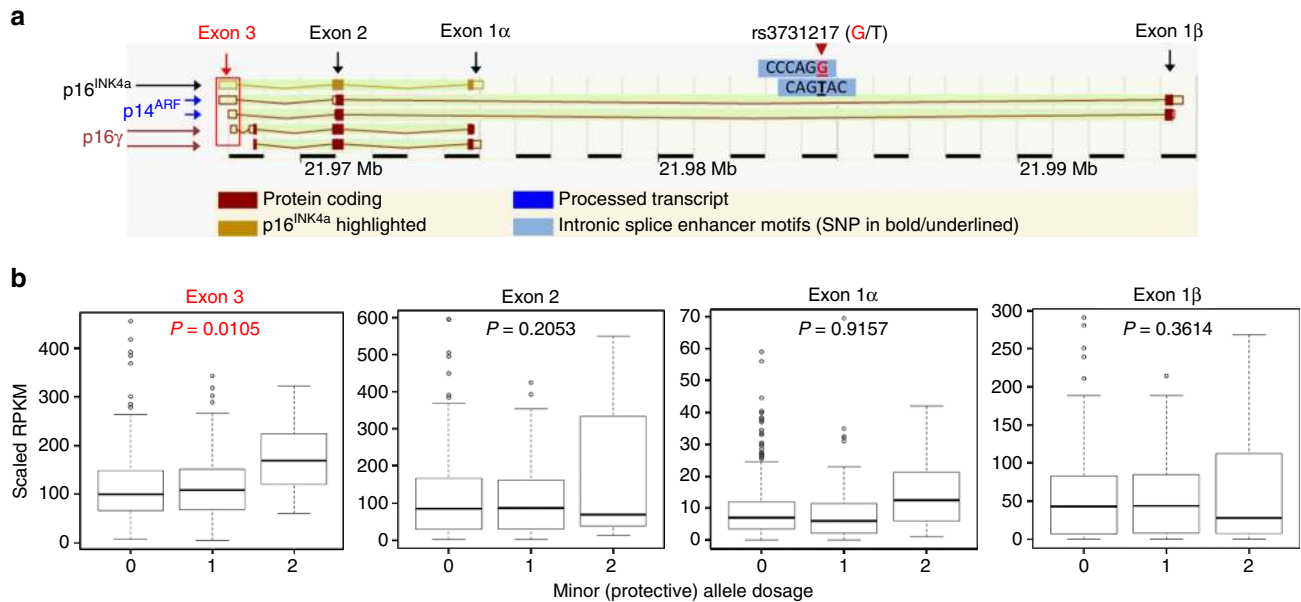 a
Exon 3
Exon 2
Exon 1α
rs3731217 (G/T)
Exon 1β
CCCAGG
CAGTAC
p16INK4a
p14ARF
p16γ
21.97 Mb
21.98 Mb
21.99 Mb
Protein coding
Processed transcript
p16INK4a highlighted
Intronic splice enhancer motifs (SNP in bold/underlined)
b
Exon 3
Exon 2
Exon 1α
Exon 1β
P = 0.0105
P = 0.2053
P = 0.9157
P = 0.3614
Scaled RPKM
400
300
200
100
0
600
500
400
300
200
100
0
70
60
50
40
30
20
10
0
300
250
200
150
100
50
0
0 1 2
0 1 2
0 1 2
0 1 2
Minor (protective) allele dosage